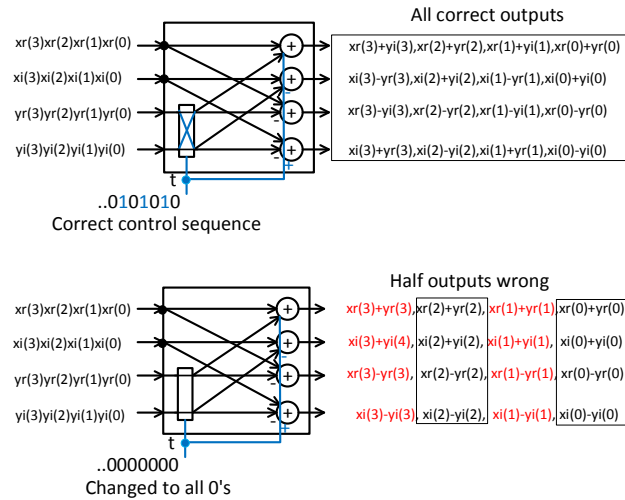 All correct outputs
xr(3)xr(2)xr(1)xr(0)
+
xr(3)+yi(3),xr(2)+yr(2),xr(1)+yi(1),xr(0)+yr(0)
xi(3)xi(2)xi(1)xi(0)
+
-
xi(3)-yr(3),xi(2)+yi(2),xi(1)-yr(1),xi(0)+yi(0)
yr(3)yr(2)yr(1)yr(0)
-
+
xr(3)-yi(3),xr(2)-yr(2),xr(1)-yi(1),xr(0)-yr(0)
yi(3)yi(2)yi(1)yi(0)
-
+
+
xi(3)+yr(3),xi(2)-yi(2),xi(1)+yr(1),xi(0)-yi(0)
t
..0101010
Correct control sequence
Half outputs wrong
xr(3)xr(2)xr(1)xr(0)
+
xr(3)+yr(3),xr(2)+yr(2), xr(1)+yr(1),xr(0)+yr(0)
xi(3)xi(2)xi(1)xi(0)
+
-
xi(3)+yi(4), xi(2)+yi(2), xi(1)+yi(1), xi(0)+yi(0)
yr(3)yr(2)yr(1)yr(0)
-
+
xr(3)-yr(3), xr(2)-yr(2), xr(1)-yr(1), xr(0)-yr(0)
yi(3)yi(2)yi(1)yi(0)
-
+
+
xi(3)-yi(3), xi(2)-yi(2), xi(1)-yi(1), xi(0)-yi(0)
t
..0000000
Changed to all 0's